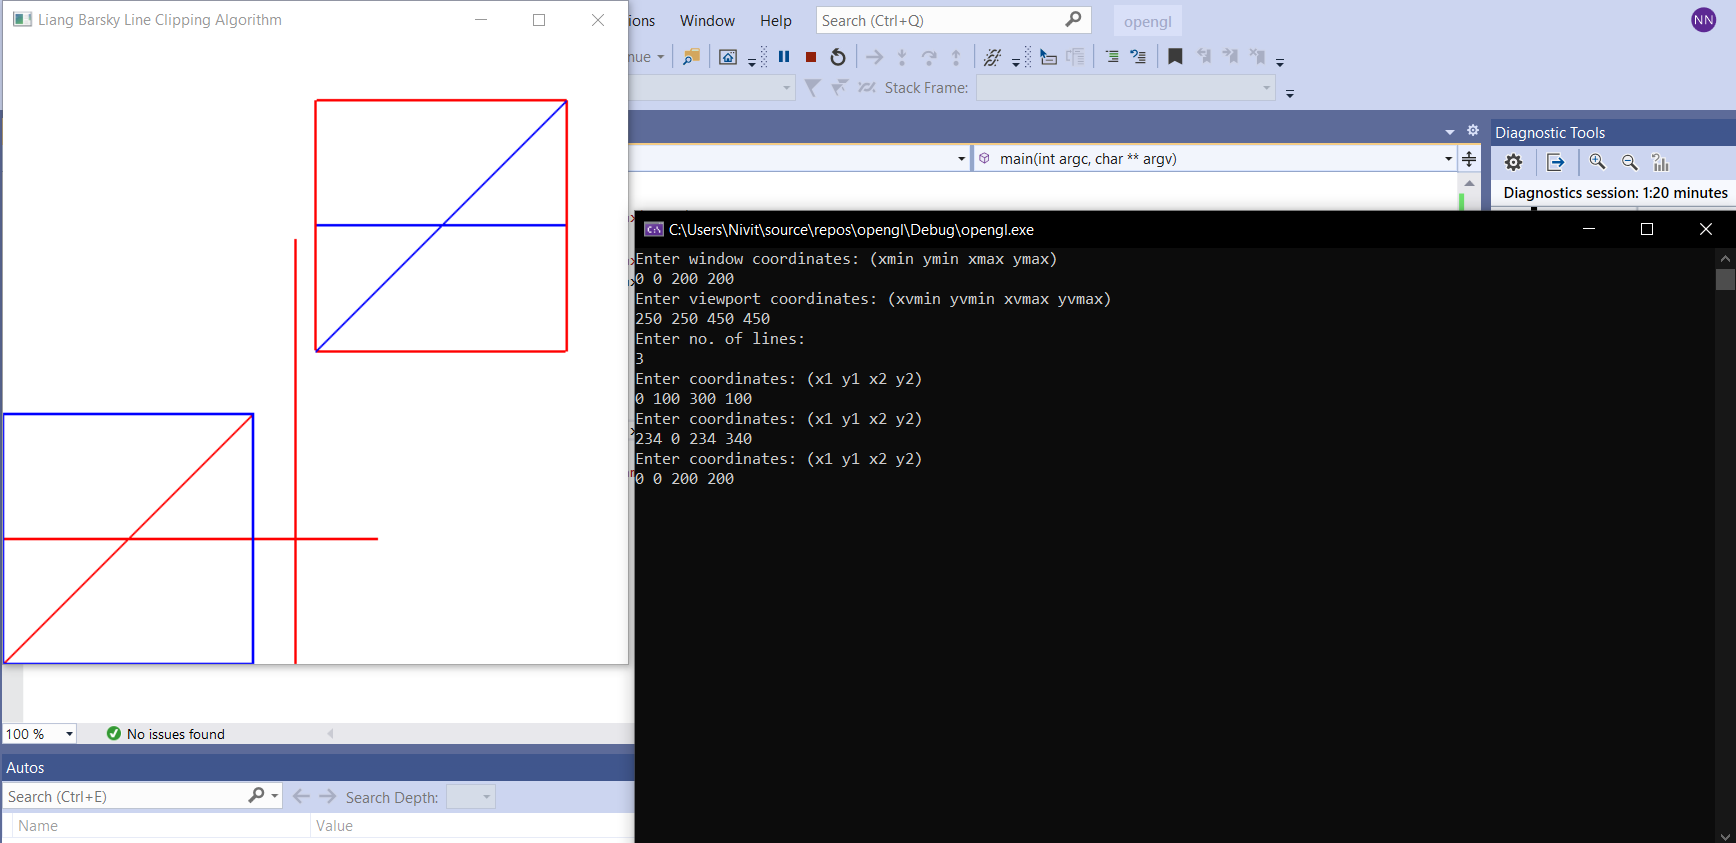 Liang Barsky Line Clipping Algorithm
ions Window Help Search (Ctrl+Q) opengl NN
nue
Stack Frame:
Diagnostic Tools
main(int argc, char ** argv)
Diagnostics session: 1:20 minutes
C:\Users\Nivit\source\repos\opengl\Debug\opengl.exe
Enter window coordinates: (xmin ymin xmax ymax)
0 0 200 200
Enter viewport coordinates: (xvmin yvmin xvmax yvmax)
250 250 450 450
Enter no. of lines:
3
Enter coordinates: (x1 y1 x2 y2)
0 100 300 100
Enter coordinates: (x1 y1 x2 y2)
234 0 234 340
Enter coordinates: (x1 y1 x2 y2)
0 0 200 200
100 % No issues found
Autos
Search (Ctrl+E) Search Depth:
Name Value